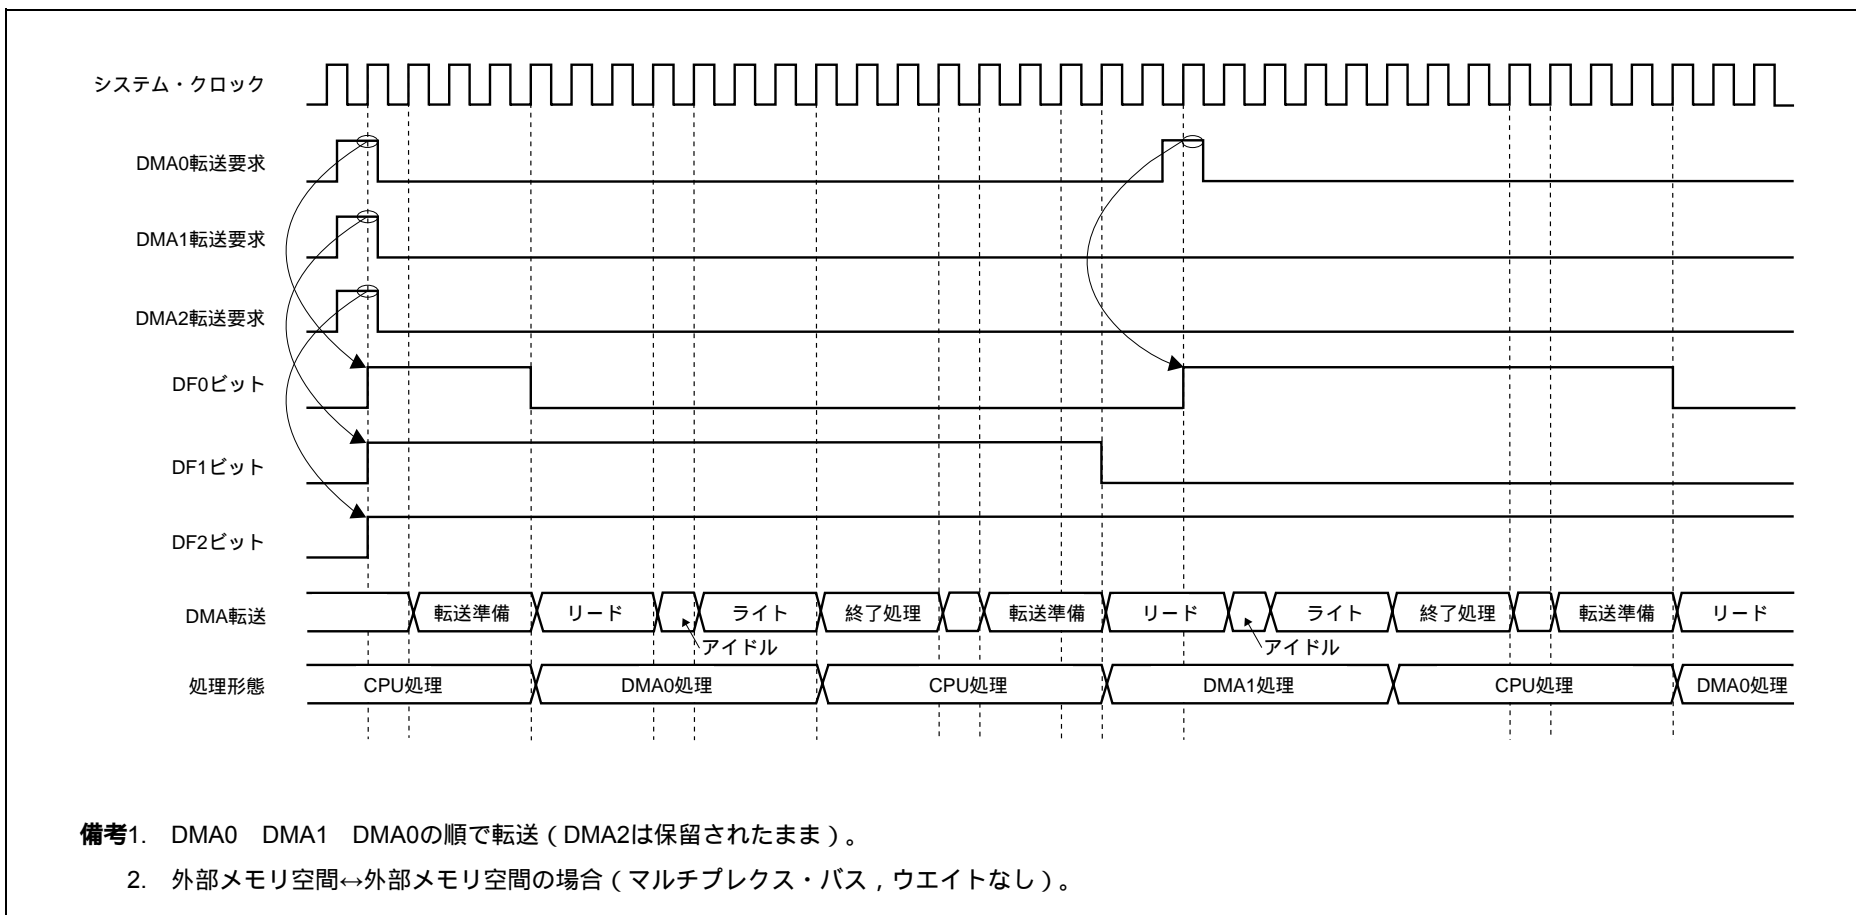 システム・クロック
DMA0転送要求
DMA1転送要求
DMA2転送要求
DF0ビット
DF1ビット
DF2ビット
DMA転送 転送準備 リード ライト 終了処理 転送準備 リード ライト 終了処理 転送準備 リード
アイドル アイドル
処理形態 CPU処理 DMA0処理 CPU処理 DMA1処理 CPU処理 DMA0処理
備考1. DMA0 DMA1 DMA0の順で転送(DMA2は保留されたまま)。
2. 外部メモリ空間↔外部メモリ空間の場合(マルチプレクス・バス,ウエイトなし)。